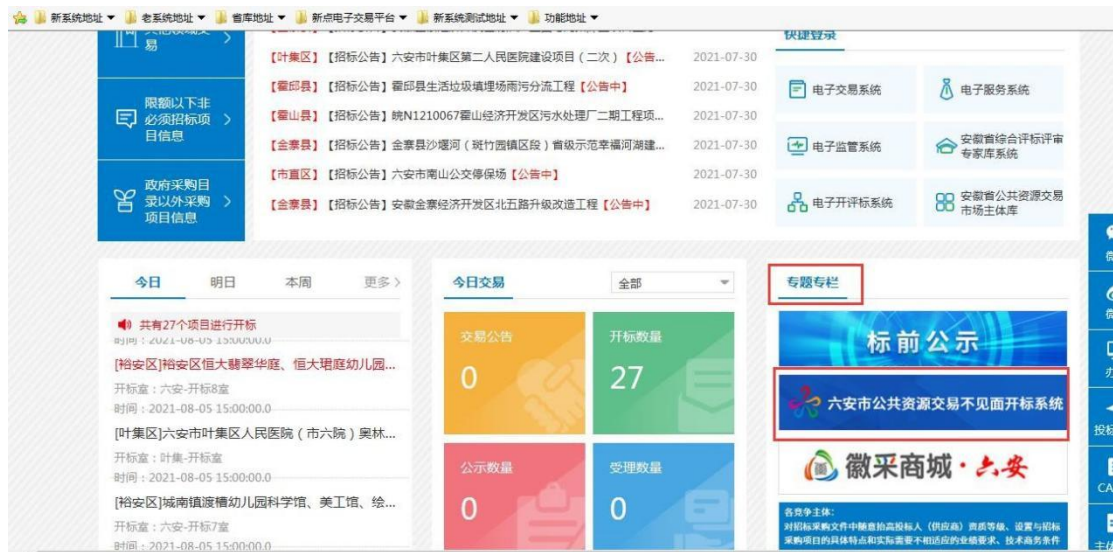 新系统地址 ▼ 老系统地址 ▼ 省库地址 ▼ 新点电子交易平台 ▼ 新系统测试地址 ▼ 功能地址 ▼
易
限额以下非
必须招标项
目信息
政府采购目
录以外采购
项目信息
【叶集区】【招标公告】六安市叶集区第二人民医院建设项目（二次）【公告... 2021-07-30
【霍邱县】【招标公告】霍邱县生活垃圾填埋场雨污分流工程【公告中】 2021-07-30
【霍山县】【招标公告】皖N1210067霍山经济开发区污水处理厂二期工程项... 2021-07-30
【金寨县】【招标公告】金寨县沙堰河（斑竹园镇区段）省级示范幸福河湖建... 2021-07-30
【市直区】【招标公告】六安市南山公交停保场【公告中】 2021-07-30
【金寨县】【招标公告】安徽金寨经济开发区北五路升级改造工程【公告中】 2021-07-30
快捷登录
电子交易系统
电子服务系统
电子监管系统
安徽省综合评标评审
专家库系统
电子开评标系统
安徽省公共资源交易
市场主体库
今日 明日 本周 更多 >
共有27个项目进行开标
时间：2021-08-05 15:00:00.0
[裕安区]裕安区恒大翡翠华庭、恒大珺庭幼儿园...
开标室：六安-开标8室
时间：2021-08-05 15:00:00.0
[叶集区]六安市叶集区人民医院（市六院）奥林...
开标室：叶集-开标室
时间：2021-08-05 15:00:00.0
[裕安区]城南镇渡槽幼儿园科学馆、美工馆、绘...
开标室：六安-开标7室
时间：2021-08-05 15:00:00.0
今日交易 全部
交易公告
0
开标数量
27
公示数量
0
受理数量
0
专题专栏
标前公示
六安市公共资源交易不见面开标系统
徽采商城·六安
各竞争主体：
对招标采购文件中随意抬高投标人（供应商）资质等级、设置与招标
采购项目的具体特点和实际需要不相适应的业绩要求、技术商务条件
投标
CA
主体